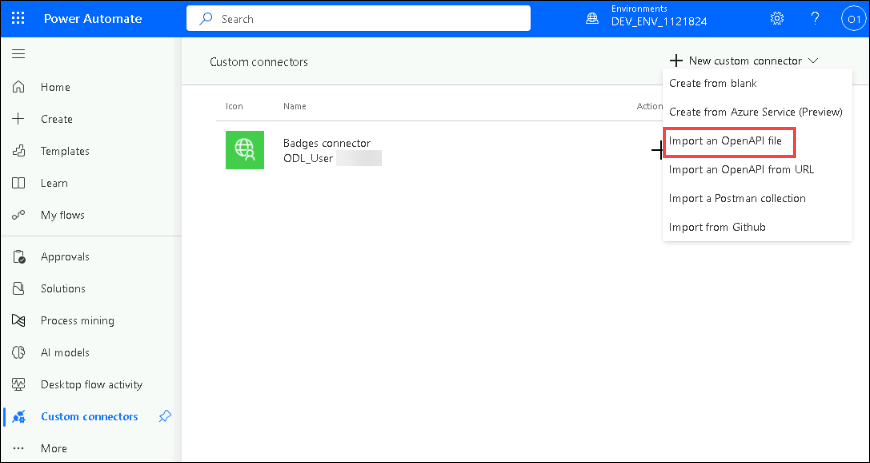 Power Automate
Search
Environments
DEV_ENV_1121824
?
O1
Home
Create
Templates
Learn
My flows
Approvals
Solutions
Process mining
AI models
Desktop flow activity
Custom connectors
More
Custom connectors
New custom connector
Icon
Name
Action
Badges connector
ODL_User
Create from blank
Create from Azure Service (Preview)
Import an OpenAPI file
Import an OpenAPI from URL
Import a Postman collection
Import from Github